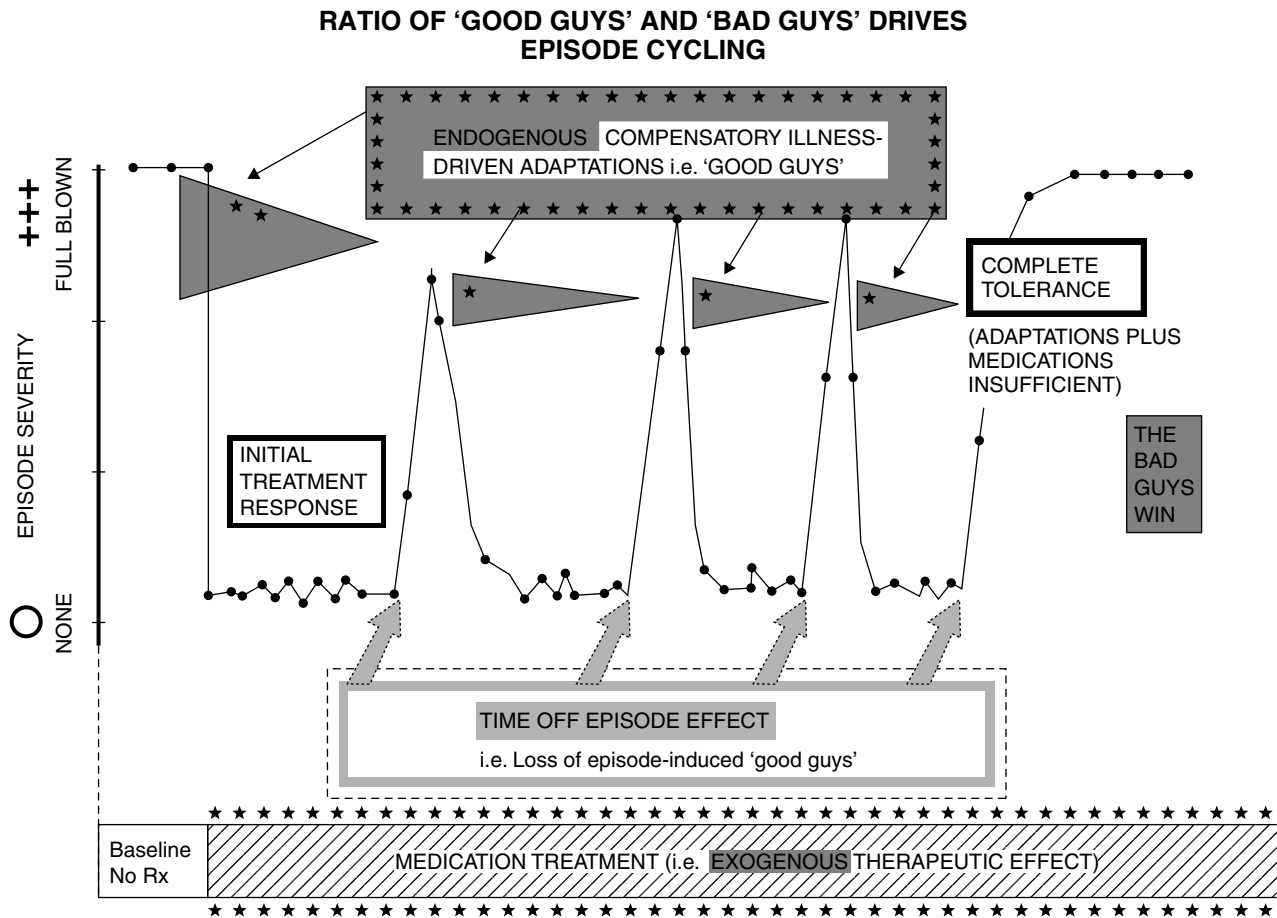 RATIO OF ‘GOOD GUYS’ AND ‘BAD GUYS’ DRIVES
EPISODE CYCLING
ENDOGENOUS COMPENSATORY ILLNESS-
DRIVEN ADAPTATIONS i.e. ‘GOOD GUYS’
+++
FULL BLOWN
EPISODE SEVERITY
NONE
INITIAL
TREATMENT
RESPONSE
COMPLETE
TOLERANCE
(ADAPTATIONS PLUS
MEDICATIONS
INSUFFICIENT)
THE
BAD
GUYS
WIN
TIME OFF EPISODE EFFECT
i.e. Loss of episode-induced ‘good guys’
Baseline
No Rx
MEDICATION TREATMENT (i.e. EXOGENOUS THERAPEUTIC EFFECT)